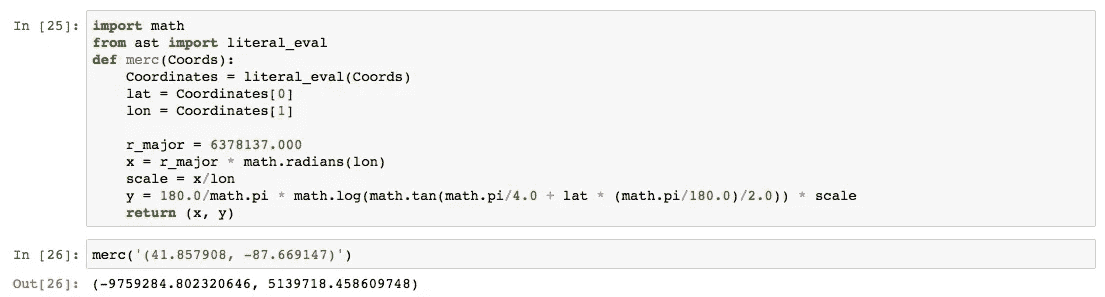 In [25]: import math
from ast import literal_eval
def merc(Coords):
    Coordinates = literal_eval(Coords)
    lat = Coordinates[0]
    lon = Coordinates[1]

    r_major = 6378137.000
    x = r_major * math.radians(lon)
    scale = x/lon
    y = 180.0/math.pi * math.log(math.tan(math.pi/4.0 + lat * (math.pi/180.0)/2.0)) * scale
    return (x, y)
In [26]: merc('(41.857908, -87.669147)')
Out[26]: (-9759284.802320646, 5139718.458609748)